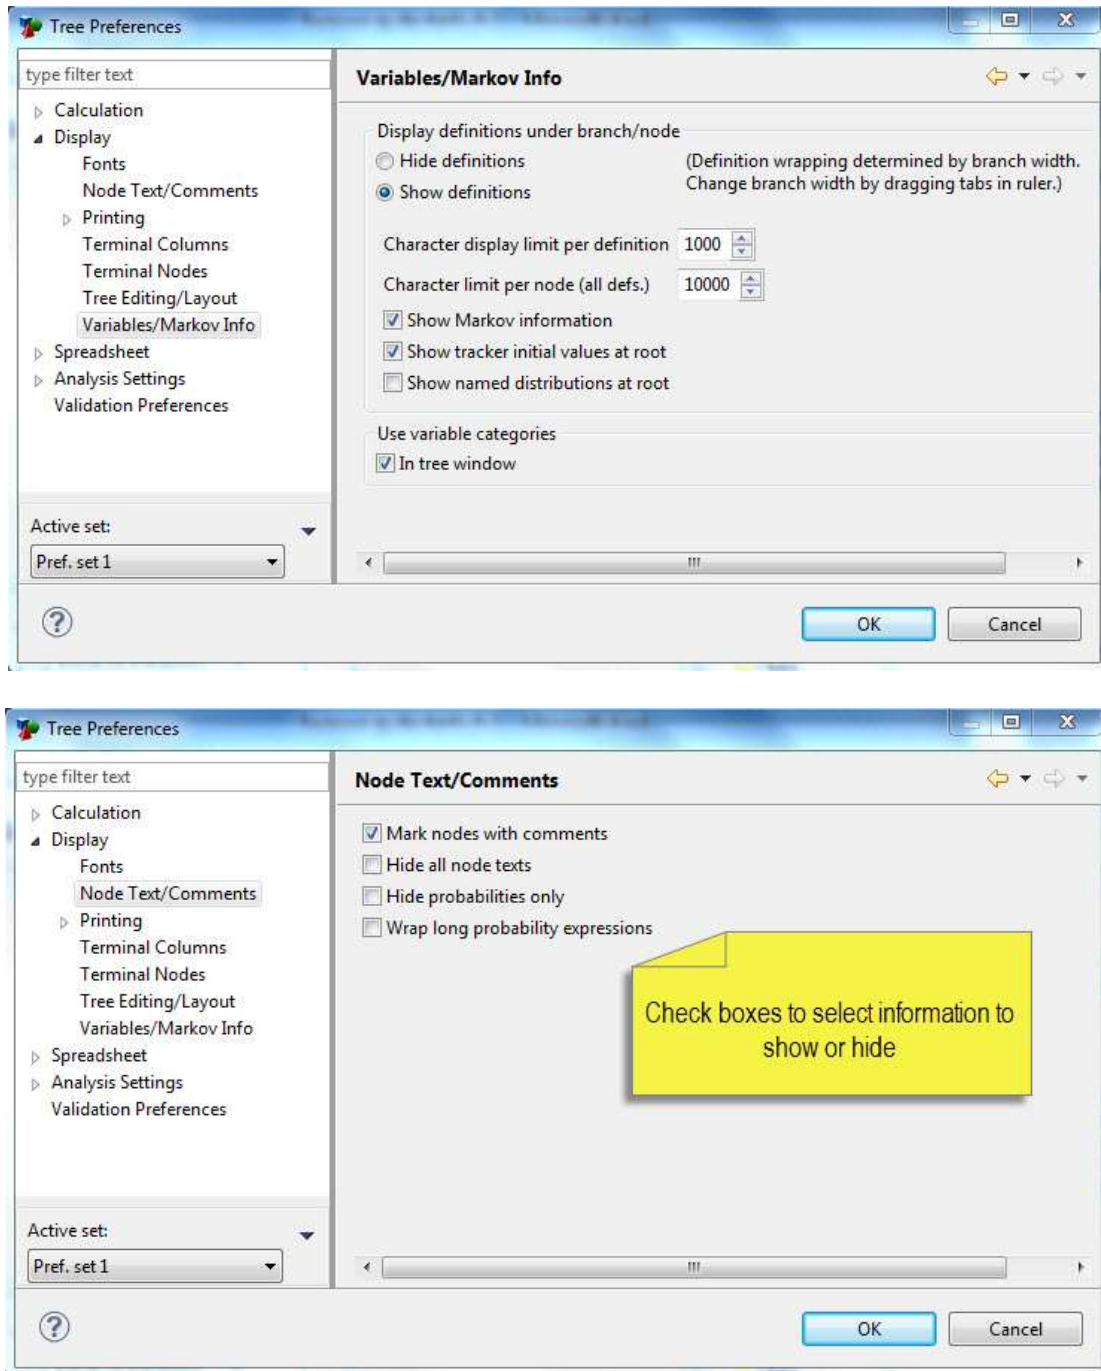 Tree Preferences
type filter text
Calculation
Display
Fonts
Node Text/Comments
Printing
Terminal Columns
Terminal Nodes
Tree Editing/Layout
Variables/Markov Info
Spreadsheet
Analysis Settings
Validation Preferences
Active set:
Pref. set 1
Variables/Markov Info
Display definitions under branch/node
Hide definitions
Show definitions
(Definition wrapping determined by branch width.
Change branch width by dragging tabs in ruler.)
Character display limit per definition 1000
Character limit per node (all defs.) 10000
Show Markov information
Show tracker initial values at root
Show named distributions at root
Use variable categories
In tree window
OK Cancel
Tree Preferences
type filter text
Calculation
Display
Fonts
Node Text/Comments
Printing
Terminal Columns
Terminal Nodes
Tree Editing/Layout
Variables/Markov Info
Spreadsheet
Analysis Settings
Validation Preferences
Active set:
Pref. set 1
Node Text/Comments
Mark nodes with comments
Hide all node texts
Hide probabilities only
Wrap long probability expressions
Check boxes to select information to
show or hide
OK Cancel